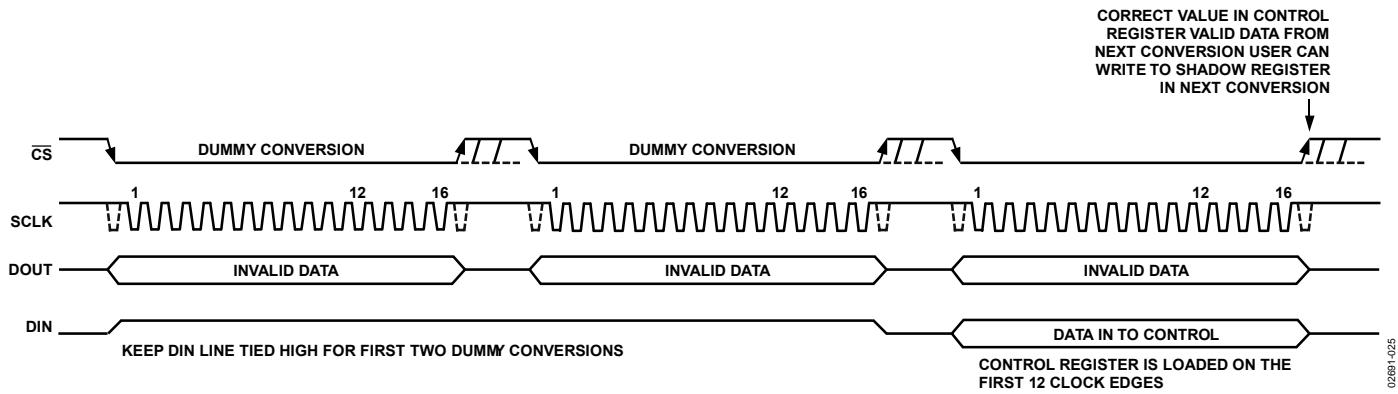 CORRECT VALUE IN CONTROL
REGISTER VALID DATA FROM
NEXT CONVERSION USER CAN
WRITE TO SHADOW REGISTER
IN NEXT CONVERSION
CS
DUMMY CONVERSION
DUMMY CONVERSION
SCLK
1 12 16
1 12 16
1 12 16
DOUT
INVALID DATA
INVALID DATA
INVALID DATA
DIN
DATA IN TO CONTROL
KEEP DIN LINE TIED HIGH FOR FIRST TWO DUMMY CONVERSIONS
CONTROL REGISTER IS LOADED ON THE
FIRST 12 CLOCK EDGES
02691-025